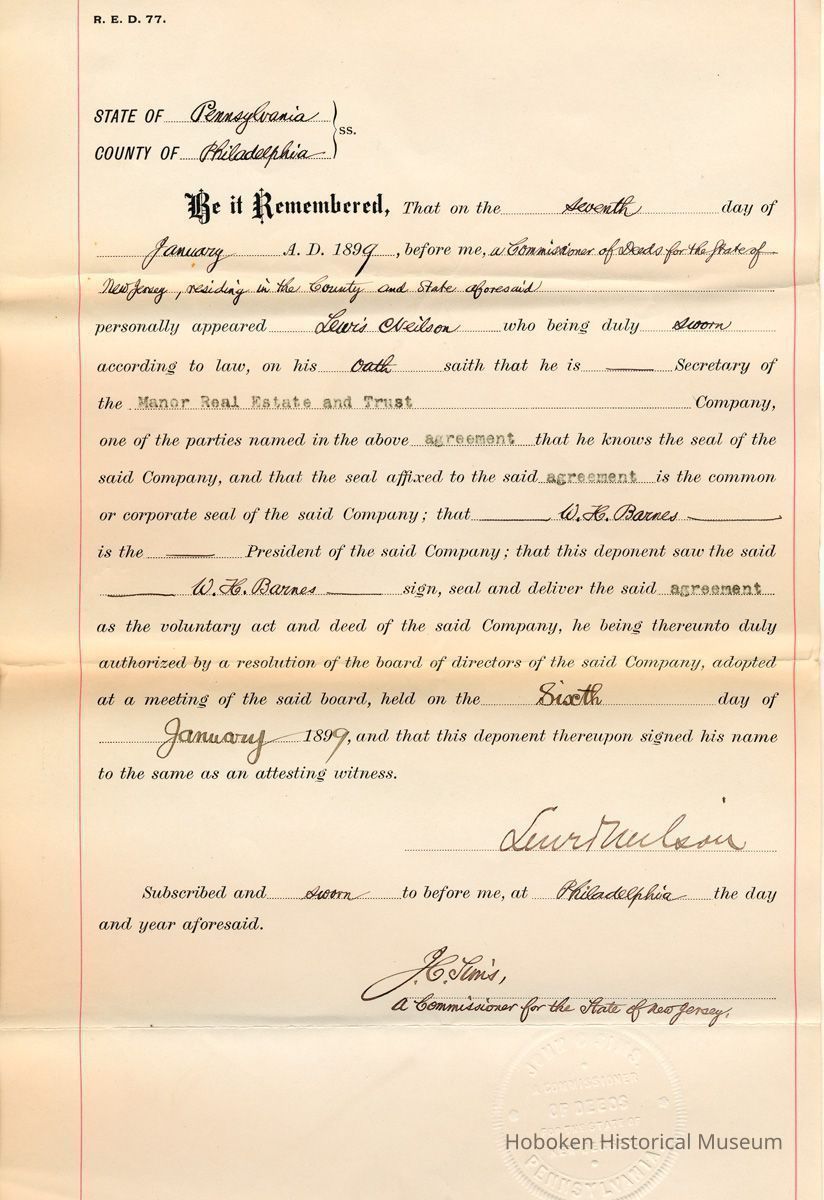 R. E. D. 77.
STATE OF Pennsylvania
ss.
COUNTY OF Philadelphia
Be it Remembered, That on the seventh day of
January A. D. 1899, before me, a Commissioner of Deeds for the State of
New Jersey, residing in the County and State aforesaid
personally appeared Lewis Neilson who being duly sworn
according to law, on his oath saith that he is Secretary of
the Manor Real Estate and Trust Company,
one of the parties named in the above agreement that he knows the seal of the
said Company, and that the seal affixed to the said agreement is the common
or corporate seal of the said Company; that W. H. Barnes
is the President of the said Company; that this deponent saw the said
W. H. Barnes sign, seal and deliver the said agreement
as the voluntary act and deed of the said Company, he being thereunto duly
authorized by a resolution of the board of directors of the said Company, adopted
at a meeting of the said board, held on the Sixth day of
January 1899, and that this deponent thereupon signed his name
to the same as an attesting witness.
Lewis Neilson
Subscribed and sworn to before me, at Philadelphia the day
and year aforesaid.
J. C. Sims,
A Commissioner for the State of New Jersey.
A COMMISSIONER
OF DEEDS
FOR THE STATE OF
PENNSYLVANIA
Hoboken Historical Museum